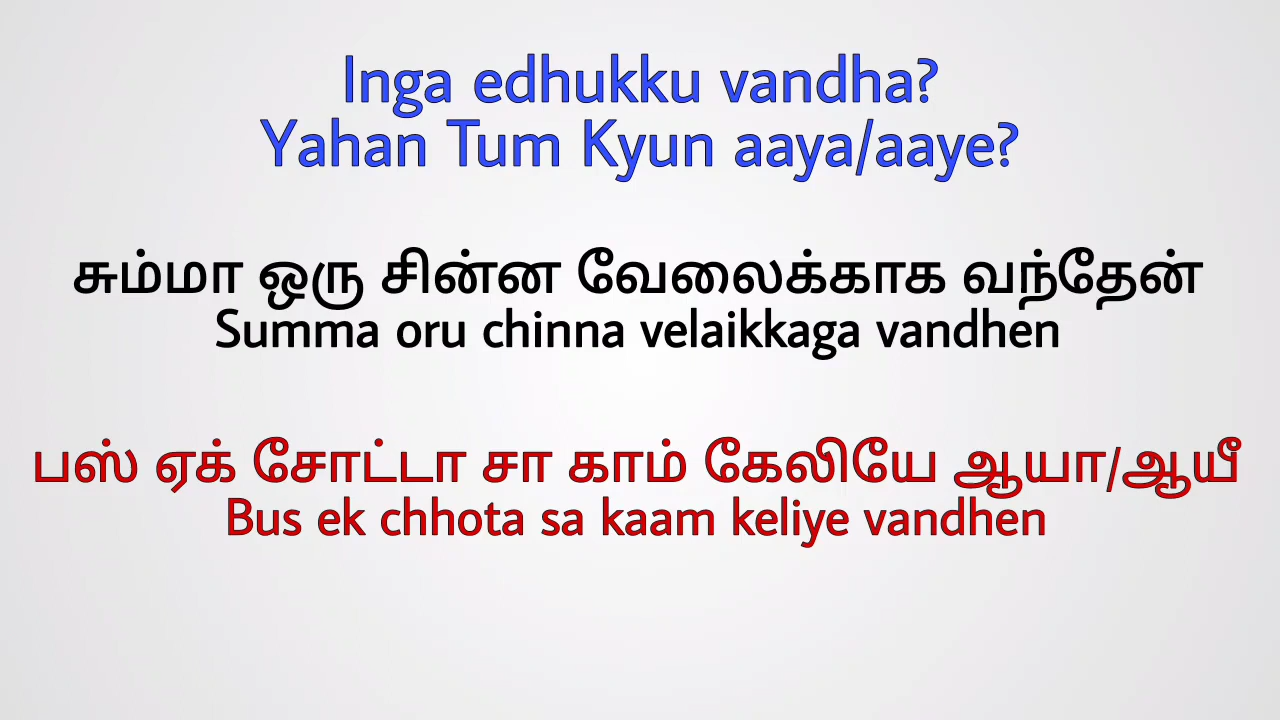 Inga edhukku vandha?
Yahan Tum Kyun aaya/aaye?
சும்மா ஒரு சின்ன வேலைக்காக வந்தேன்
Summa oru chinna velaikkaga vandhen
பஸ் ஏக் சோட்டா சா காம் கேலியே ஆயா/ஆயீ
Bus ek chhota sa kaam keliye vandhen